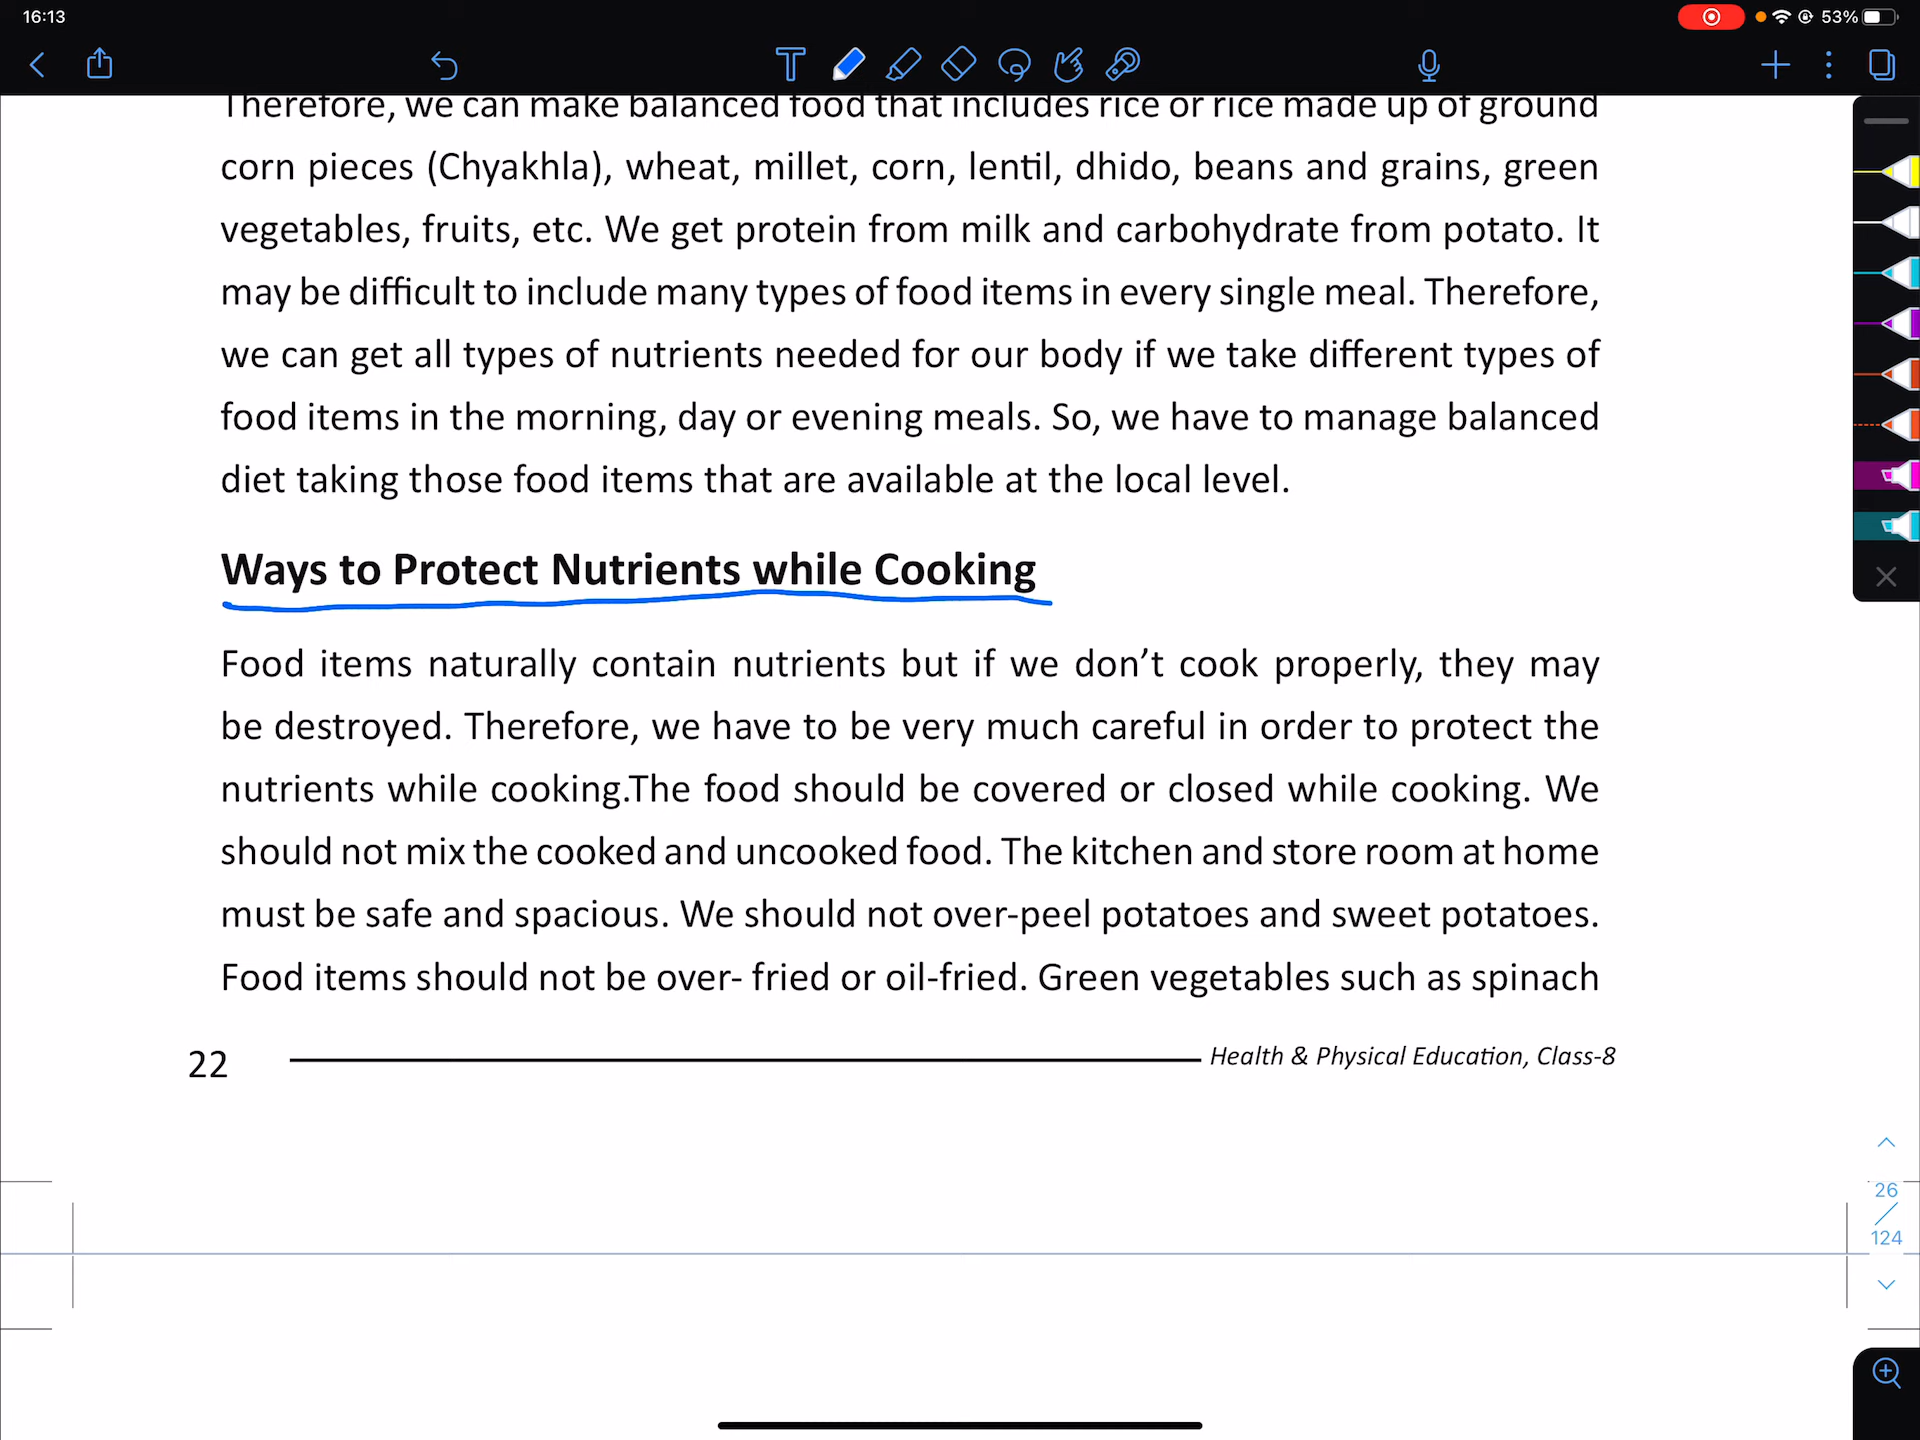 16:13
53%
Therefore, we can make balanced food that includes rice or rice made up of ground
corn pieces (Chyakhla), wheat, millet, corn, lentil, dhido, beans and grains, green
vegetables, fruits, etc. We get protein from milk and carbohydrate from potato. It
may be difficult to include many types of food items in every single meal. Therefore,
we can get all types of nutrients needed for our body if we take different types of
food items in the morning, day or evening meals. So, we have to manage balanced
diet taking those food items that are available at the local level.
Ways to Protect Nutrients while Cooking
Food items naturally contain nutrients but if we don’t cook properly, they may
be destroyed. Therefore, we have to be very much careful in order to protect the
nutrients while cooking.The food should be covered or closed while cooking. We
should not mix the cooked and uncooked food. The kitchen and store room at home
must be safe and spacious. We should not over-peel potatoes and sweet potatoes.
Food items should not be over- fried or oil-fried. Green vegetables such as spinach
22
Health & Physical Education, Class-8
26
/
124